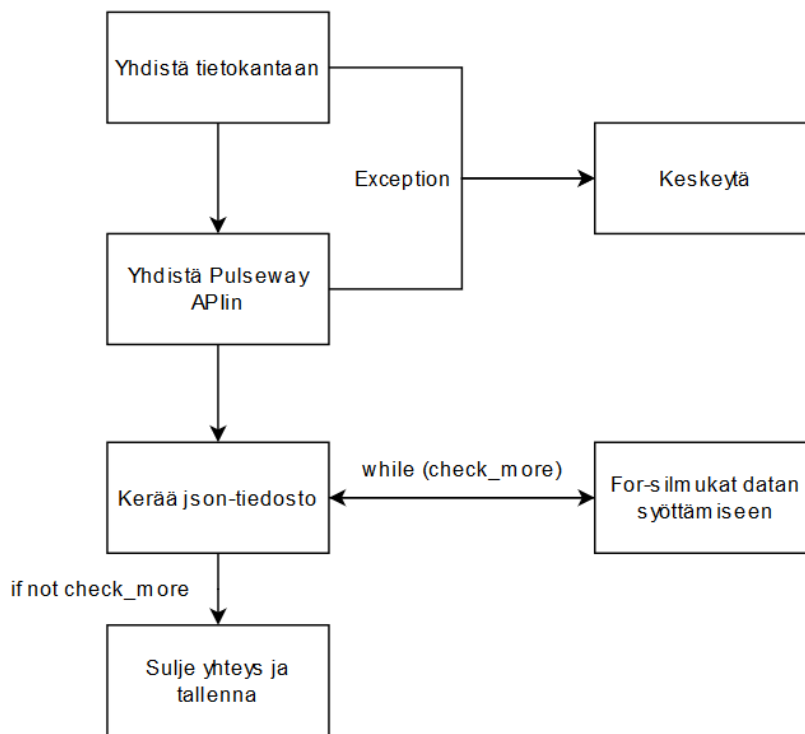 Yhdistä tietokantaan
Exception
Keskeytä
Yhdistä Pulseway
APIin
while (check_more)
Kerää json-tiedosto
For-silmukat datan
syöttämiseen
if not check_more
Sulje yhteys ja
tallenna